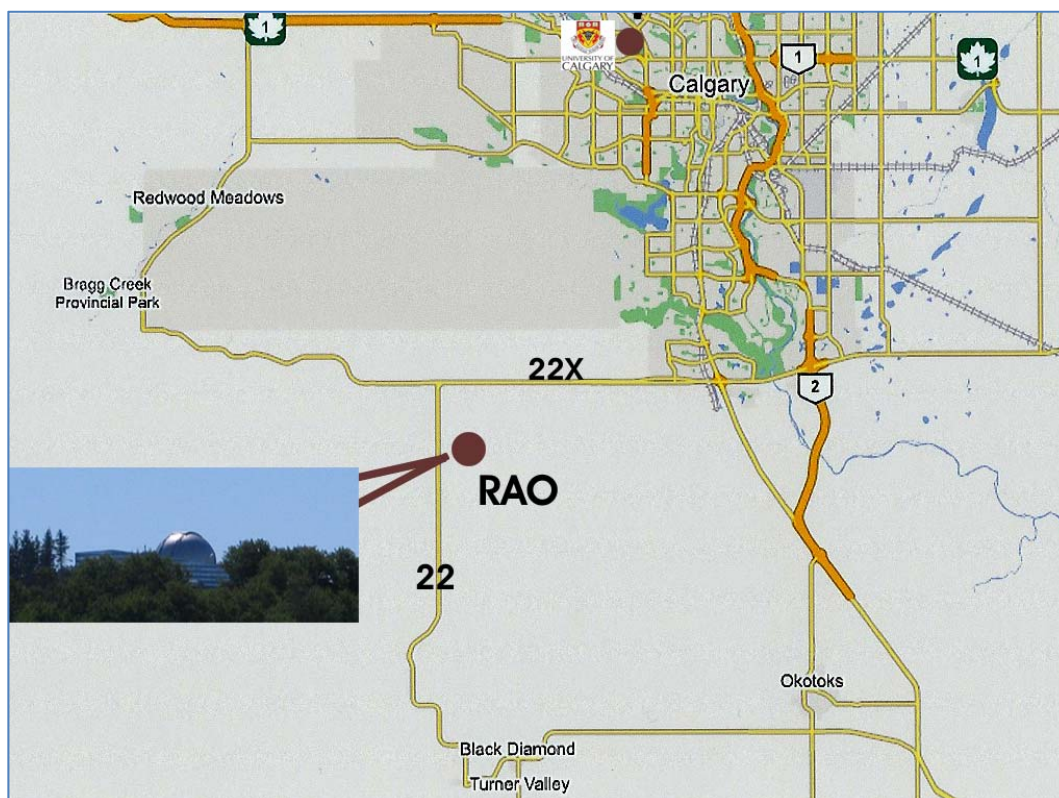 1
UNIVERSITY OF
CALGARY
1
1
Calgary
Redwood Meadows
Bragg Creek
Provincial Park
22X
2
RAO
22
Okotoks
Black Diamond
Turner Valley